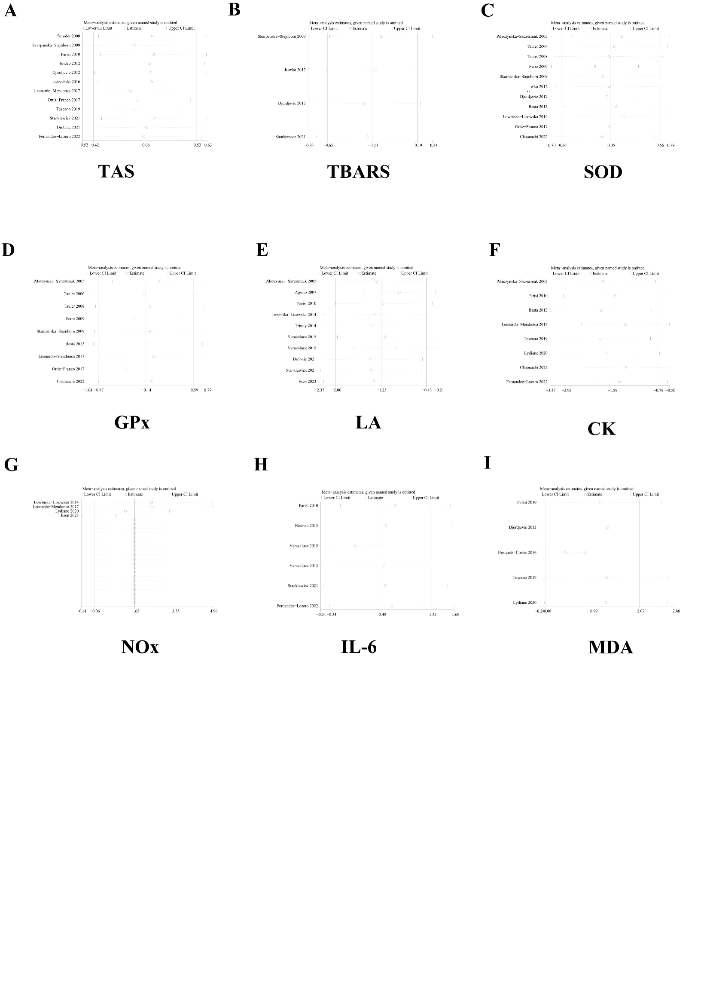 A
Meta−analysis estimates, given named study is omitted
Lower CI Limit Estimate Upper CI Limit
Schrder 2000
Skarpanska−Stejnborn 2009
Parisi 2010
Jowko 2012
Djordjevic 2012
Jastrzebski 2016
Leonardo−Mendonca 2017
Ortiz−Franco 2017
Toscano 2019
Stankiewicz 2021
Drobnic 2021
Fernandez−Lazaro 2022
−0.52 −0.42 0.06 0.53 0.63
TAS
B
Meta−analysis estimates, given named study is omitted
Lower CI Limit Estimate Upper CI Limit
Skarpanska−Stejnborn 2009
Jowko 2012
Djordjevic 2012
Stankiewicz 2021
−0.83 −0.65 −0.23 0.19 0.34
TBARS
C
Meta−analysis estimates, given named study is omitted
Lower CI Limit Estimate Upper CI Limit
Pilaczynska−Szczesniak 2005
Tauler 2006
Tauler 2008
Ferre 2009
Skarpanska−Stejnborn 2009
wko 2012
Djordjevic 2012
Basta 2013
Lowinska−Lisowska 2014
Ortiz−Franco 2017
Chaouachi 2022
−0.70 −0.56 0.05 0.66 0.79
SOD
D
Meta−analysis estimates, given named study is omitted
Lower CI Limit Estimate Upper CI Limit
Pilaczynska−Szczesniak 2005
Tauler 2006
Tauler 2008
Ferre 2009
Skarpanska−Stejnborn 2009
Basta 2013
Leonardo−Mendonca 2017
Ortiz−Franco 2017
Chaouachi 2022
−1.04 −0.87 −0.14 0.59 0.79
GPx
E
Meta−analysis estimates, given named study is omitted
Lower CI Limit Estimate Upper CI Limit
Pilaczynska−Szczesniak 2005
Aguilo 2007
Parisi 2010
Lowinska−Lisowska 2014
Trinity 2014
Verazaluce 2015
Verazaluce 2015
Drobnic 2021
Stankiewicz 2021
Esen 2023
−2.37 −2.06 −1.25 −0.43 −0.21
LA
F
Meta−analysis estimates, given named study is omitted
Lower CI Limit Estimate Upper CI Limit
Pilaczynska−Szczesniak 2005
Parisi 2010
Basta 2013
Leonardo−Mendonca 2017
Toscano 2019
Lydiane 2020
Chaouachi 2022
Fernandez−Lazaro 2022
−3.37 −2.98 −1.88 −0.78 −0.50
CK
G
Meta−analysis estimates, given named study is omitted
Lower CI Limit Estimate Upper CI Limit
Lowinska−Lisowska 2014
Leonardo−Mendonca 2017
Lydiane 2020
Esen 2023
−0.61 −0.06 1.65 3.35 4.96
NOx
H
Meta−analysis estimates, given named study is omitted
Lower CI Limit Estimate Upper CI Limit
Parisi 2010
Nieman 2013
Verazaluce 2015
Verazaluce 2015
Stankiewicz 2021
Fernandez−Lazaro 2022
−0.51 −0.34 0.49 1.32 1.69
IL-6
I
Meta−analysis estimates, given named study is omitted
Lower CI Limit Estimate Upper CI Limit
Parisi 2010
Djordjevic 2012
Busquets−Cortes 2016
Toscano 2019
Lydiane 2020
−0.240.08 0.99 2.07 2.88
MDA